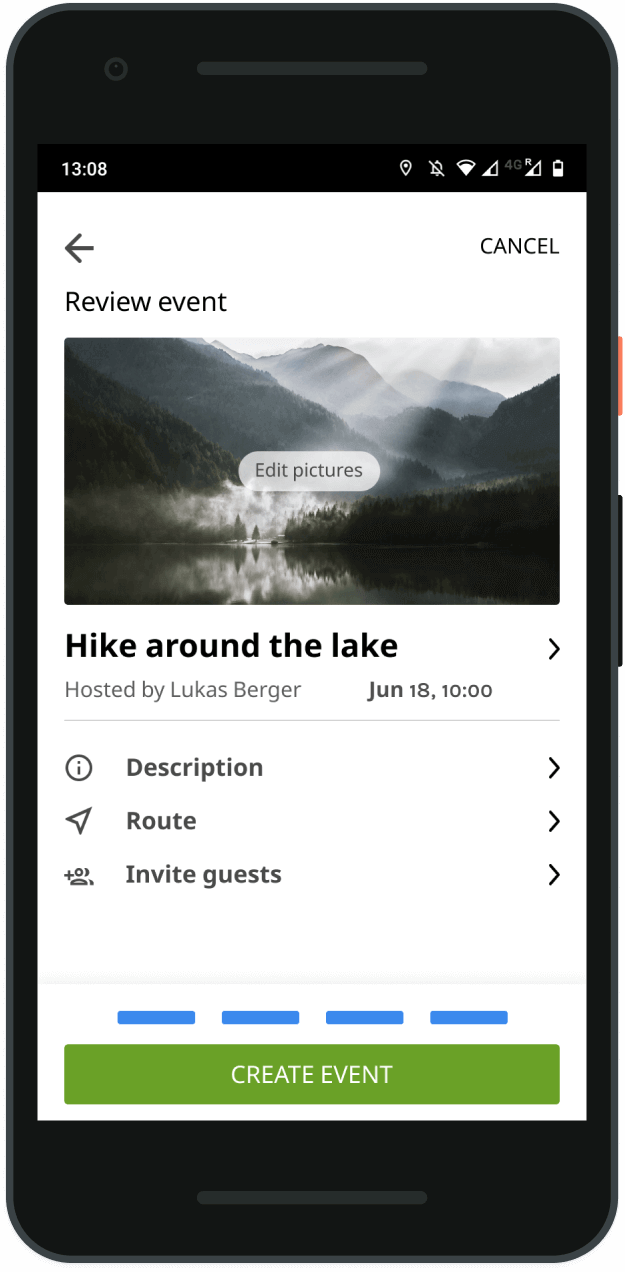 13:08
4G R
CANCEL
Review event
Edit pictures
Hike around the lake
Hosted by Lukas Berger Jun 18, 10:00
Description
Route
Invite guests
CREATE EVENT